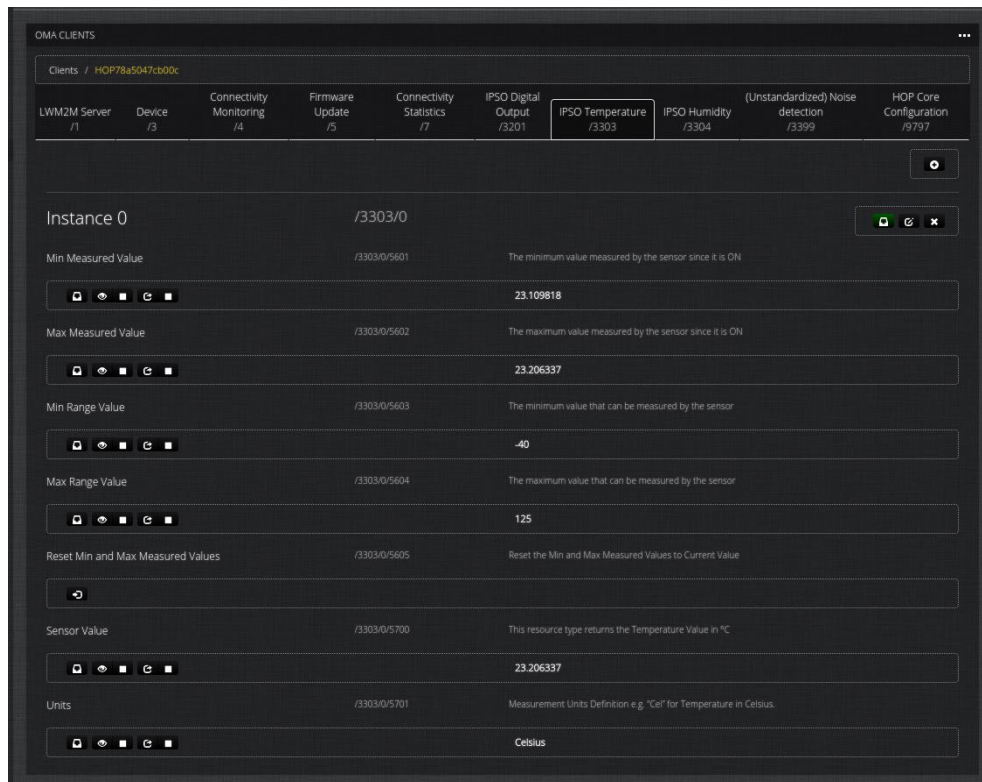 OMA CLIENTS
Clients / HOP78a5047cb00c
LWM2M Server
/1
Device
/3
Connectivity
Monitoring
/4
Firmware
Update
/5
Connectivity
Statistics
/7
IPSO Digital
Output
/3201
IPSO Temperature
/3303
IPSO Humidity
/3304
(Unstandardized) Noise
detection
/3399
HOP Core
Configuration
/9797
Instance 0 /3303/0
Min Measured Value /3303/0/5601 The minimum value measured by the sensor since it is ON
23.109818
Max Measured Value /3303/0/5602 The maximum value measured by the sensor since it is ON
23.206337
Min Range Value /3303/0/5603 The minimum value that can be measured by the sensor
-40
Max Range Value /3303/0/5604 The maximum value that can be measured by the sensor
125
Reset Min and Max Measured Values /3303/0/5605 Reset the Min and Max Measured Values to Current Value
Sensor Value /3303/0/5700 This resource type returns the Temperature Value in °C
23.206337
Units /3303/0/5701 Measurement Units Definition e.g. "Cel" for Temperature in Celsius.
Celsius